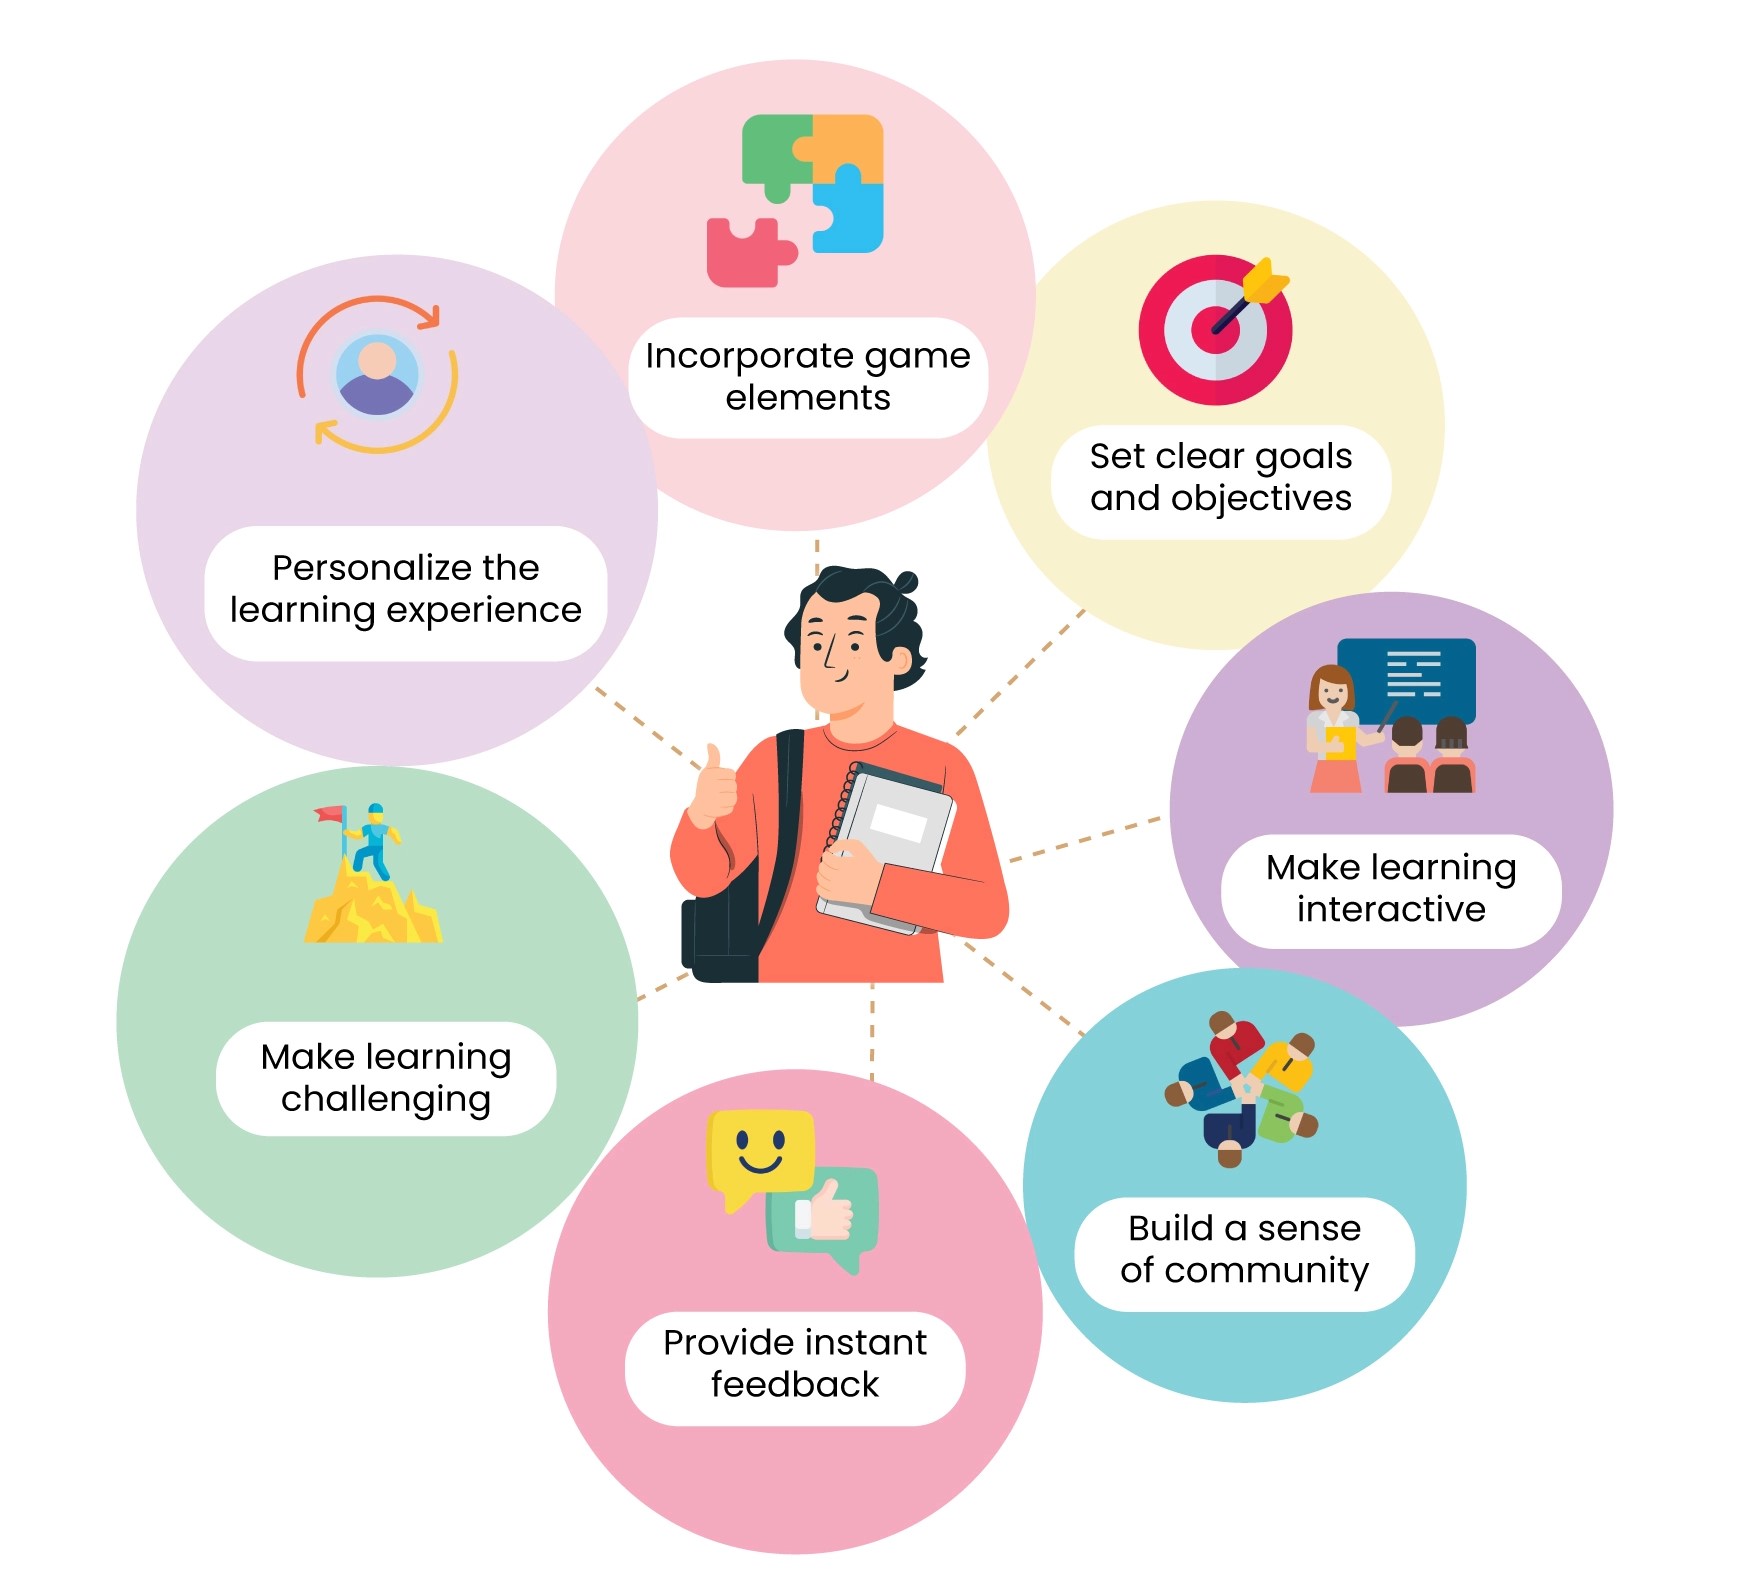 Incorporate game
elements
Set clear goals
and objectives
Make learning
interactive
Build a sense
of community
Provide instant
feedback
Make learning
challenging
Personalize the
learning experience